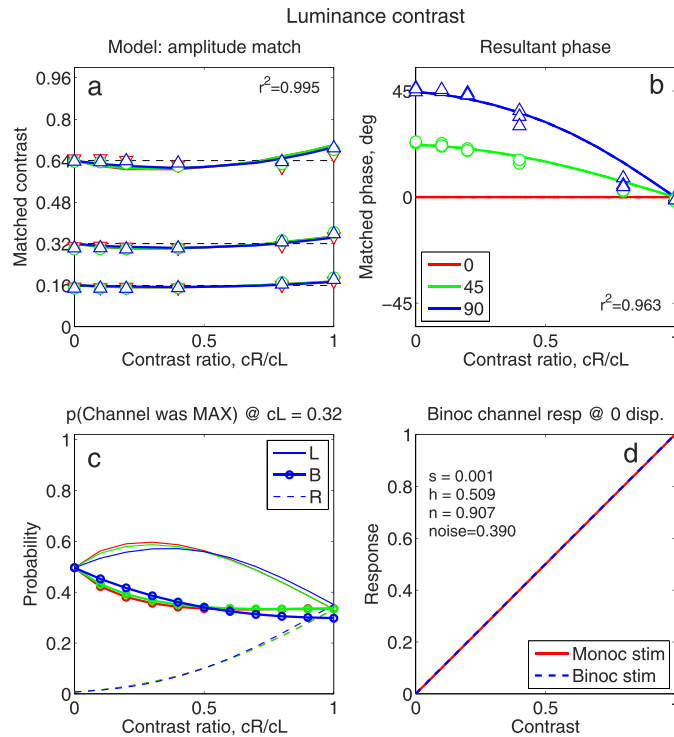 Luminance contrast
Model: amplitude match
a
r2=0.995
0.96
0.8
0.64
0.48
0.32
0.16
0
Matched contrast
0
0.5
1
Contrast ratio, cR/cL
Resultant phase
b
45
0
−45
Matched phase, deg
0
45
90
r2=0.963
0
0.5
1
Contrast ratio, cR/cL
p(Channel was MAX) @ cL = 0.32
c
L
B
R
1
0.8
0.6
0.4
0.2
0
Probability
0
0.5
1
Contrast ratio, cR/cL
Binoc channel resp @ 0 disp.
d
s = 0.001
h = 0.509
n = 0.907
noise=0.390
1
0.8
0.6
0.4
0.2
0
Response
Monoc stim
Binoc stim
0
0.5
1
Contrast